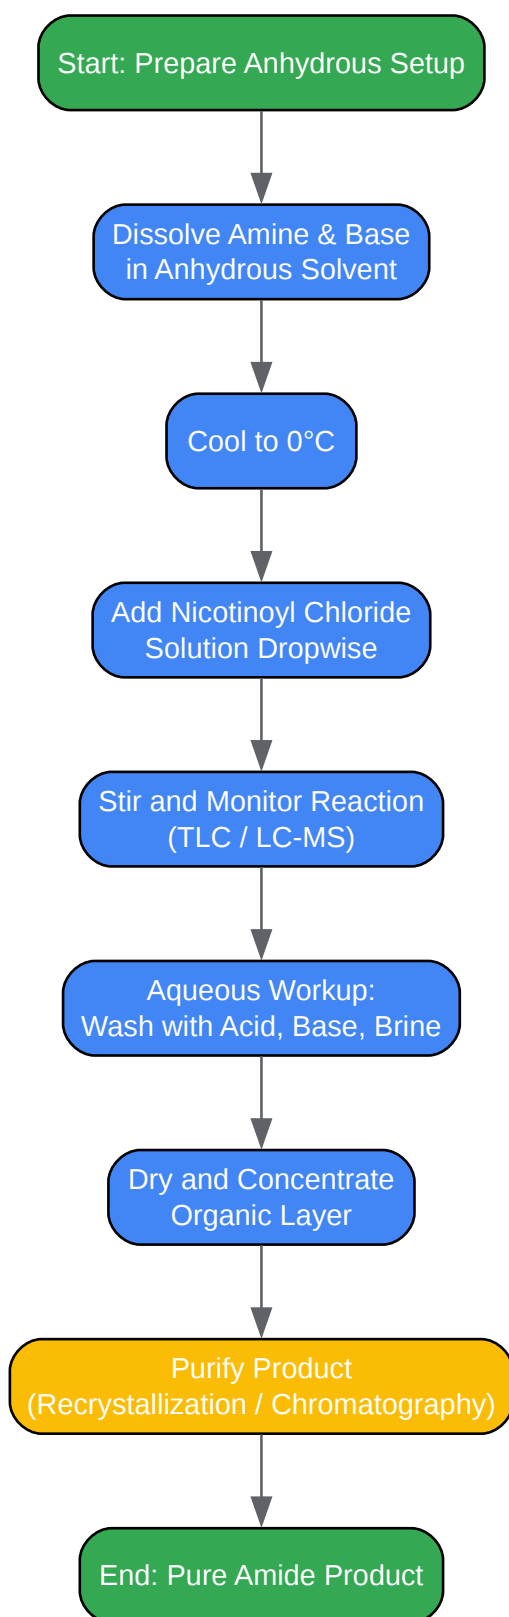 Start: Prepare Anhydrous Setup
Dissolve Amine & Base
in Anhydrous Solvent
Cool to 0°C
Add Nicotinoyl Chloride
Solution Dropwise
Stir and Monitor Reaction
(TLC / LC-MS)
Aqueous Workup:
Wash with Acid, Base, Brine
Dry and Concentrate
Organic Layer
Purify Product
(Recrystallization / Chromatography)
End: Pure Amide Product